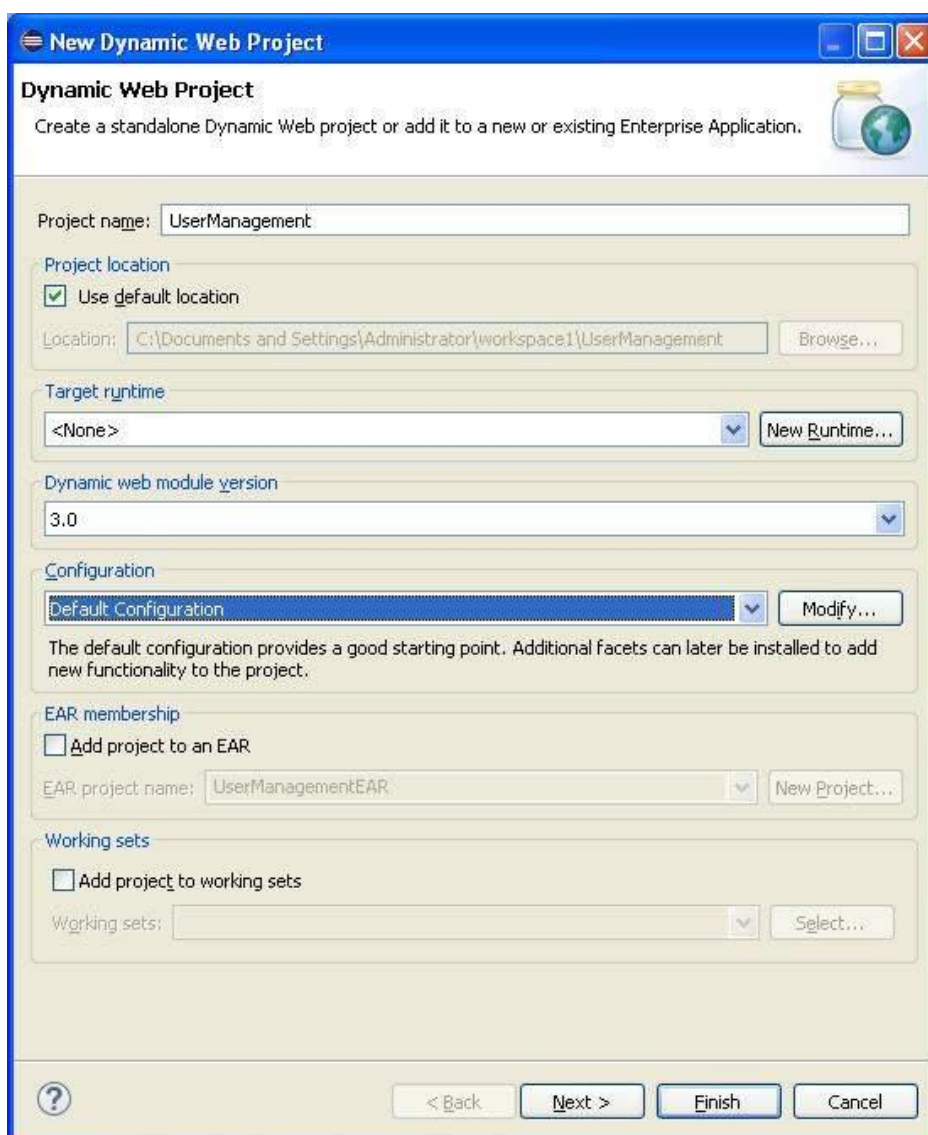 New Dynamic Web Project
Dynamic Web Project
Create a standalone Dynamic Web project or add it to a new or existing Enterprise Application.
Project name: UserManagement
Project location
Use default location
Location: C:\Documents and Settings\Administrator\workspace1\UserManagement Browse...
Target runtime
<None> New Runtime...
Dynamic web module version
3.0
Configuration
Default Configuration Modify...
The default configuration provides a good starting point. Additional facets can later be installed to add
new functionality to the project.
EAR membership
Add project to an EAR
EAR project name: UserManagementEAR New Project...
Working sets
Add project to working sets
Working sets: Select...
? < Back Next > Finish Cancel